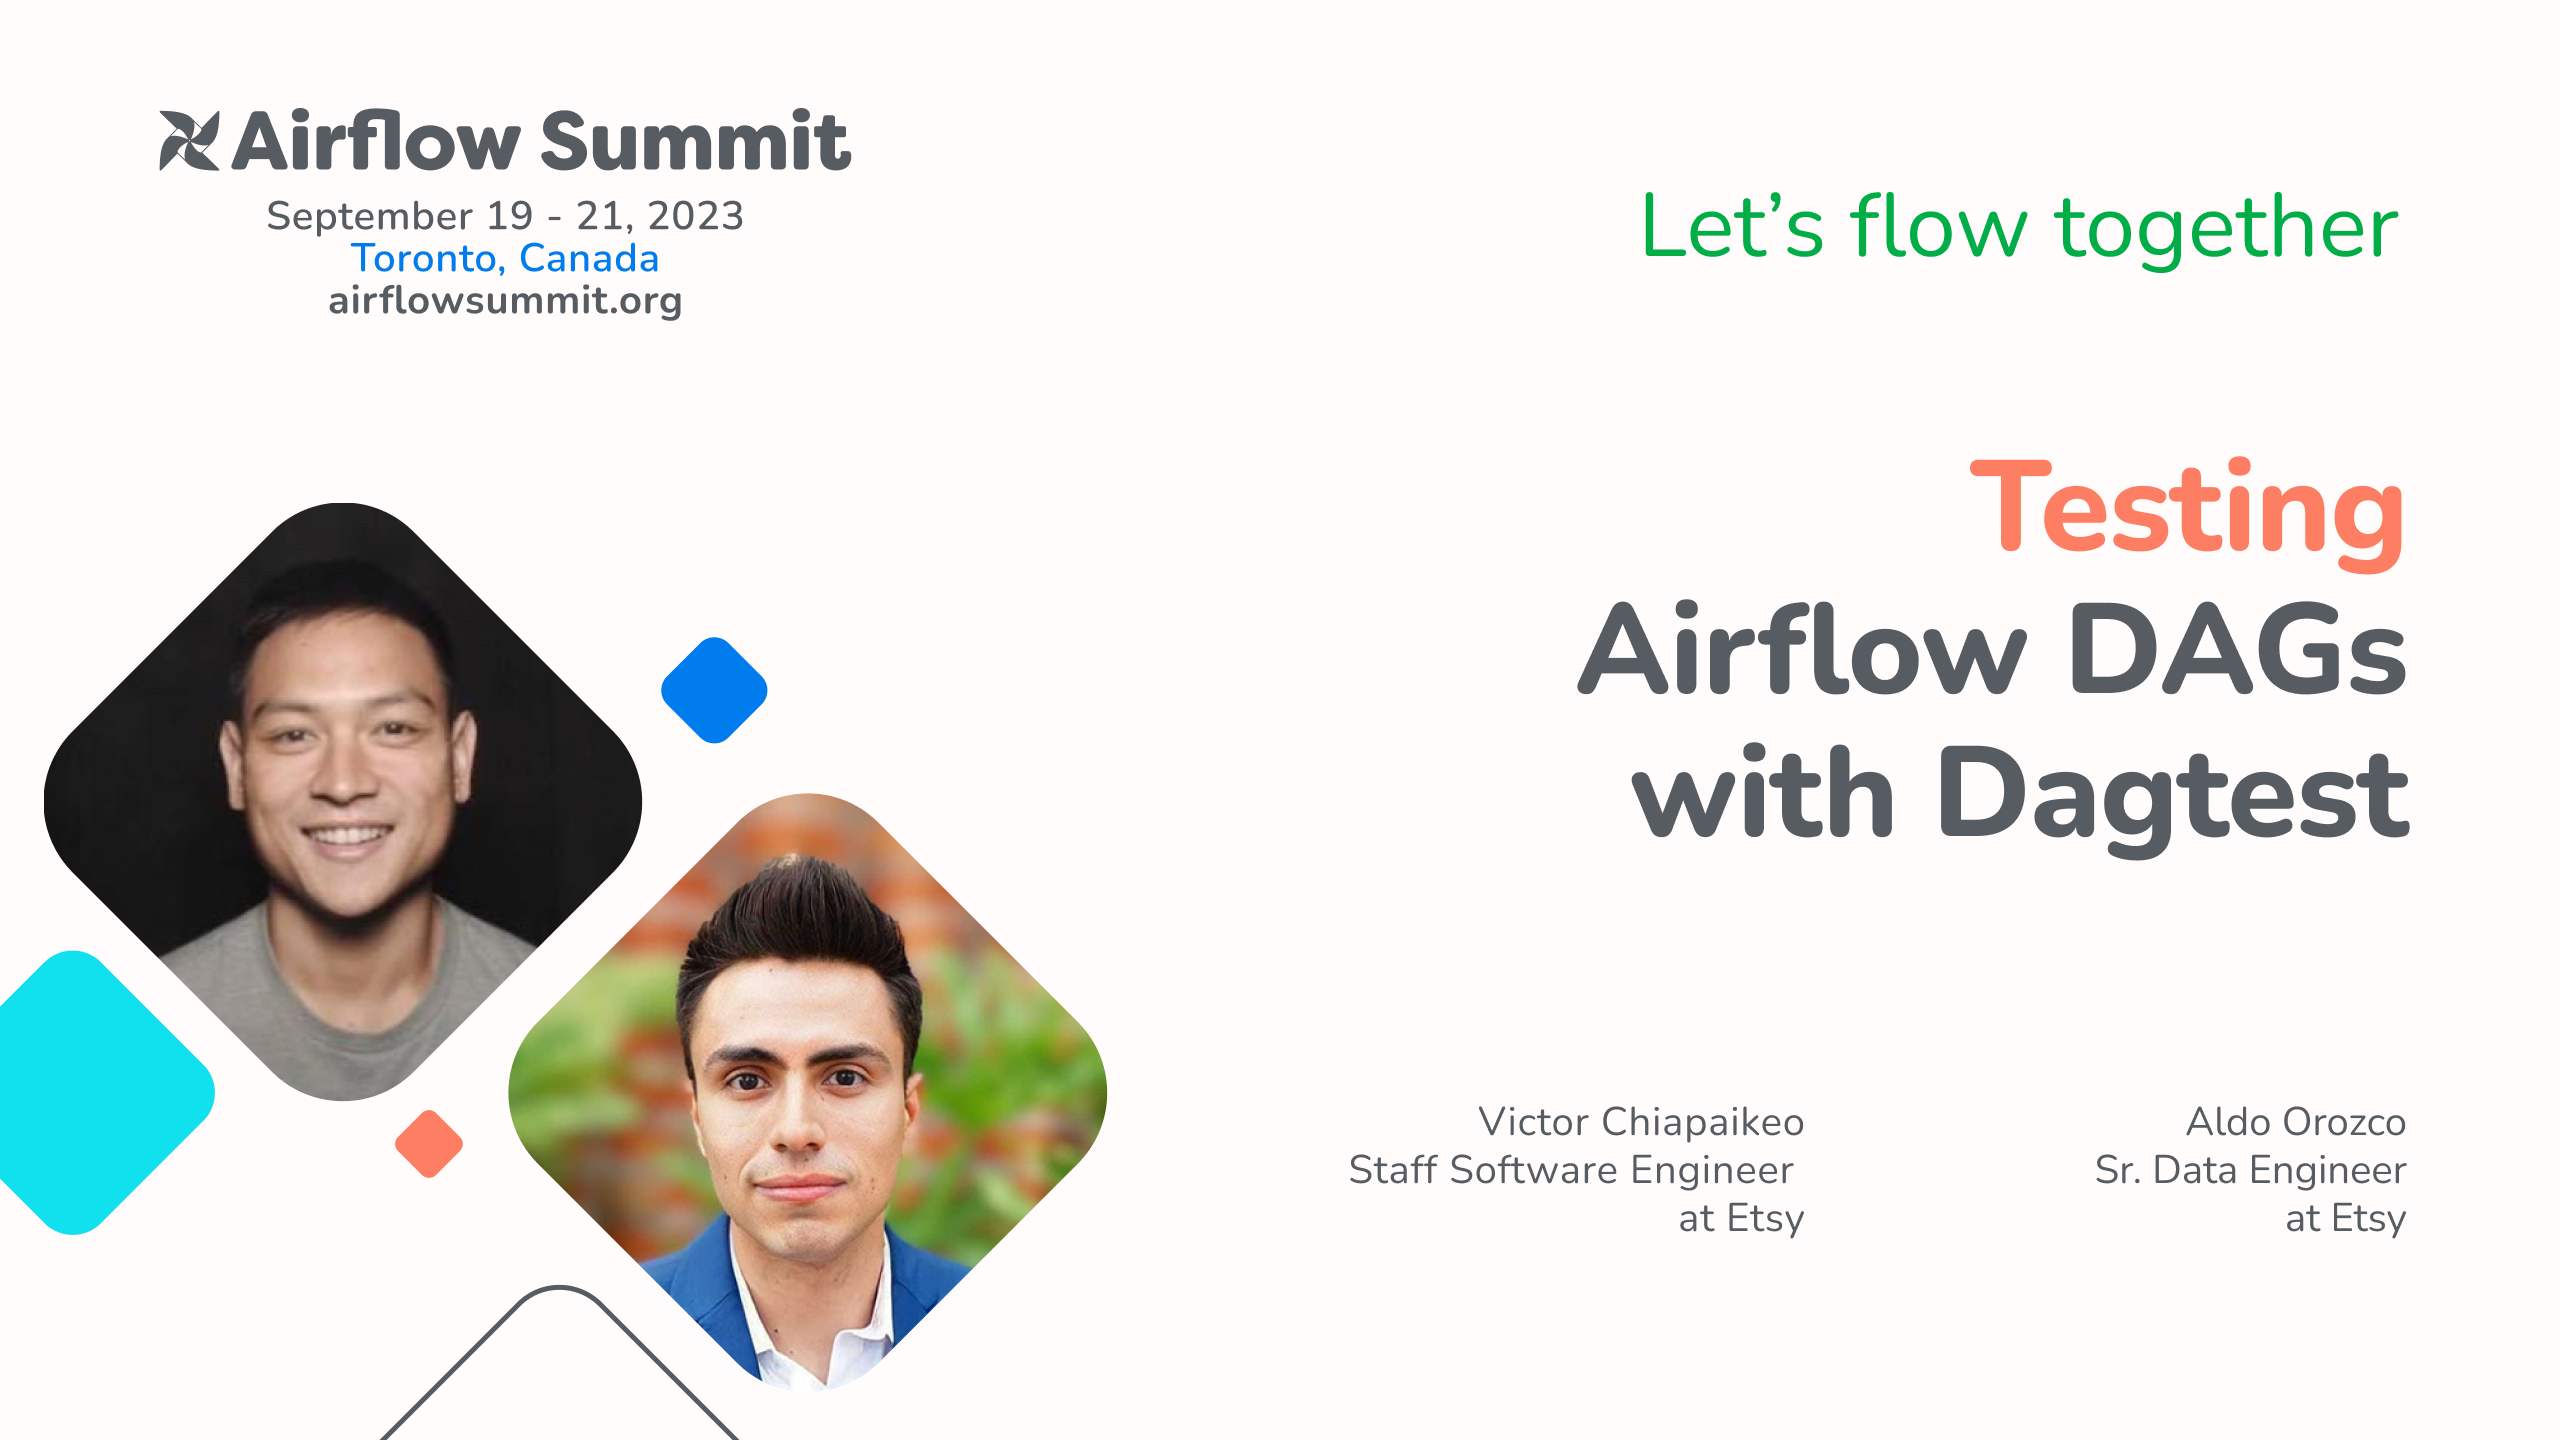 Airflow Summit
September 19 - 21, 2023
Toronto, Canada
airflowsummit.org
Let’s flow together
Testing
Airflow DAGs
with Dagtest
Victor Chiapaikeo
Staff Software Engineer
at Etsy
Aldo Orozco
Sr. Data Engineer
at Etsy